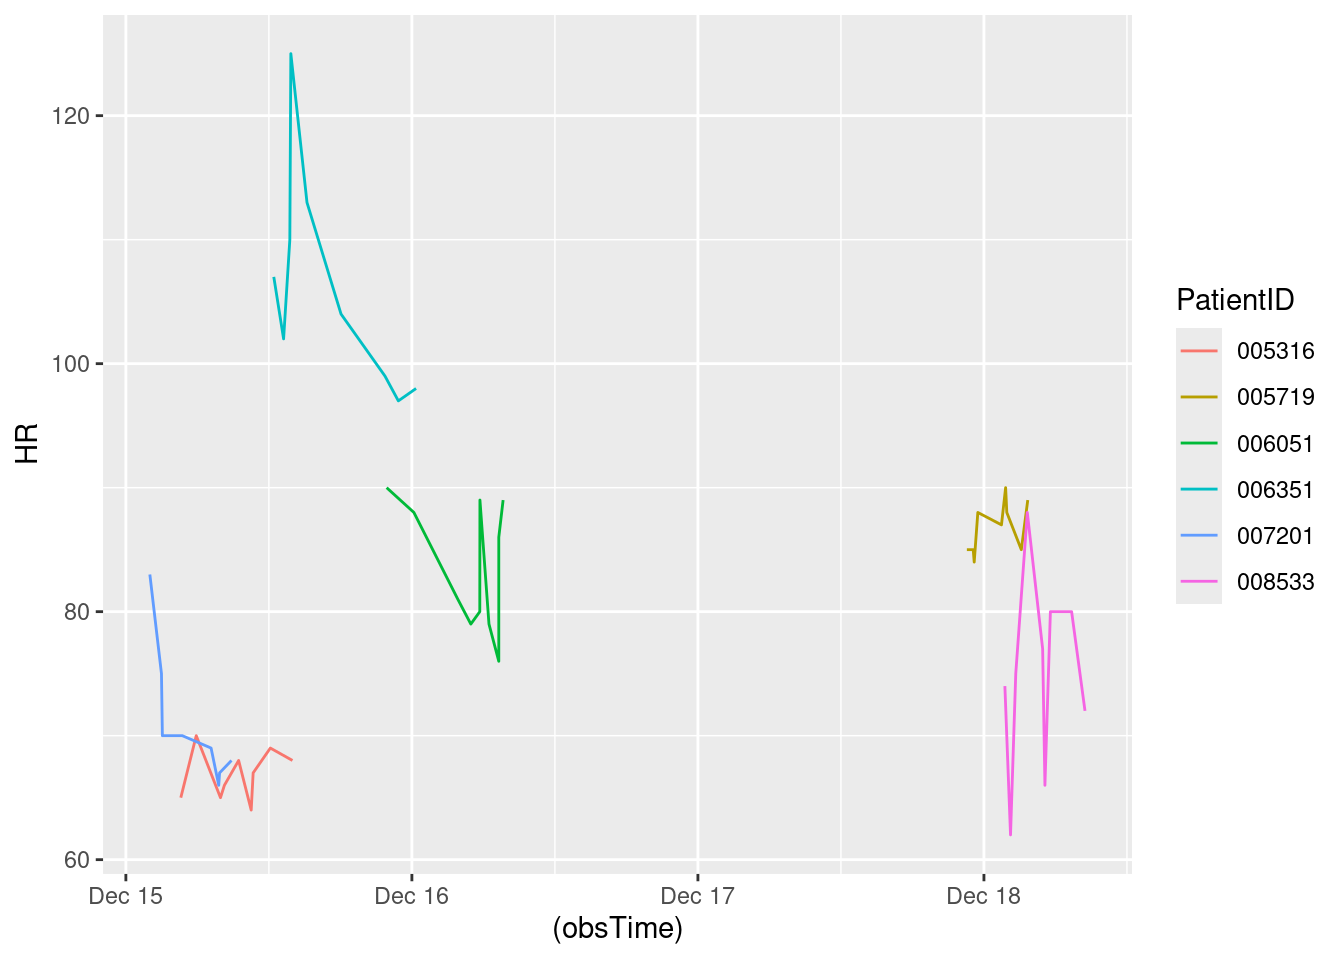 120
100
80
60
HR
Dec 15
Dec 16
Dec 17
Dec 18
(obsTime)
PatientID
005316
005719
006051
006351
007201
008533